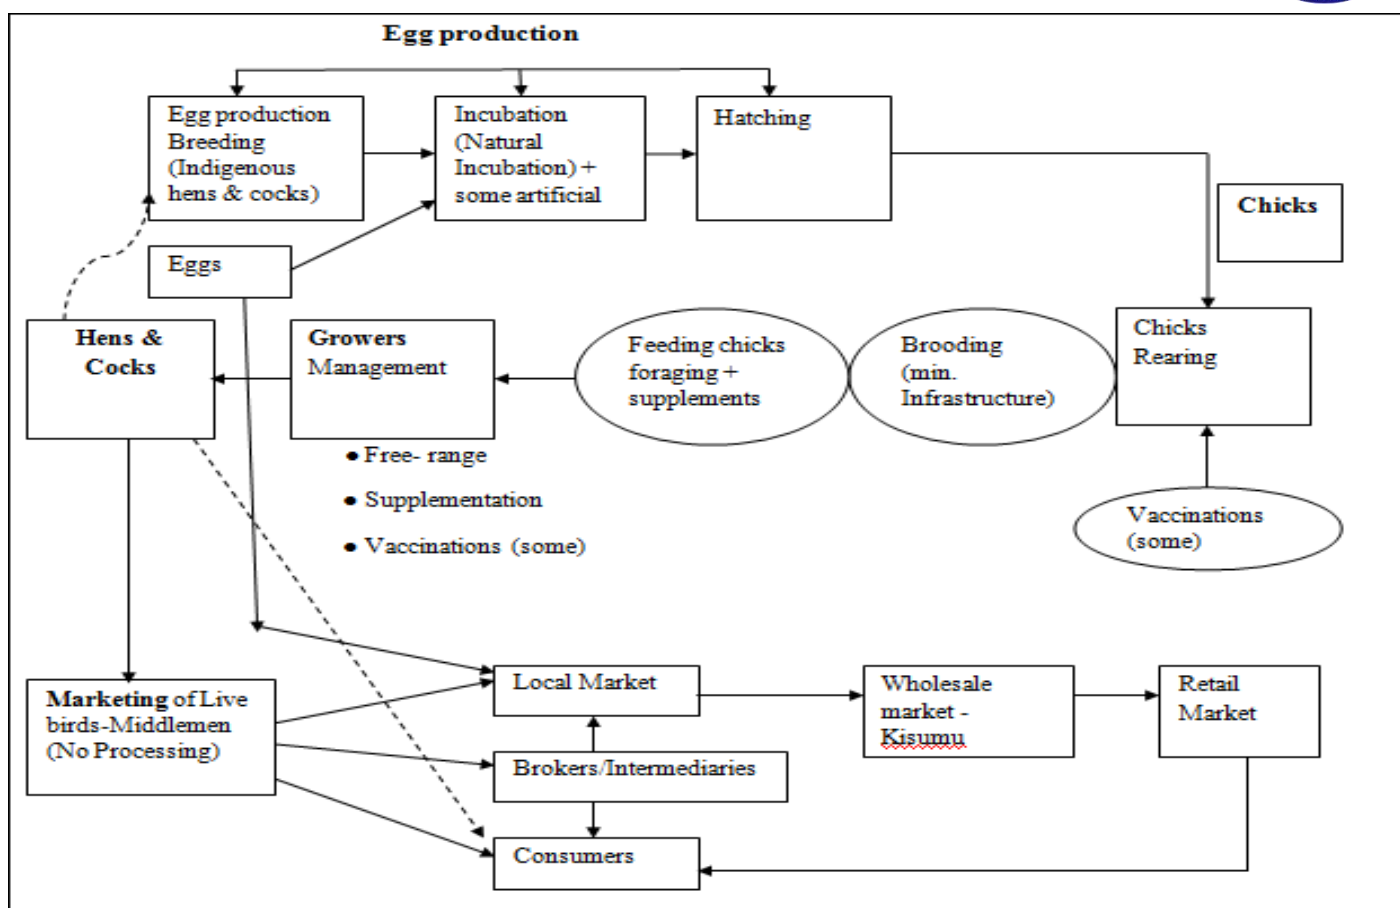 Egg production
Egg production
Breeding
(Indigenous
hens & cocks)
Incubation
(Natural
Incubation) +
some artificial
Hatching
Chicks
Eggs
Hens &
Cocks
Growers
Management
Feeding chicks
foraging +
supplements
Brooding
(min.
Infrastructure)
Chicks
Rearing
● Free- range
● Supplementation
● Vaccinations (some)
Vaccinations
(some)
Marketing of Live
birds-Middlemen
(No Processing)
Local Market
Wholesale
market -
Kisumu
Retail
Market
Brokers/Intermediaries
Consumers